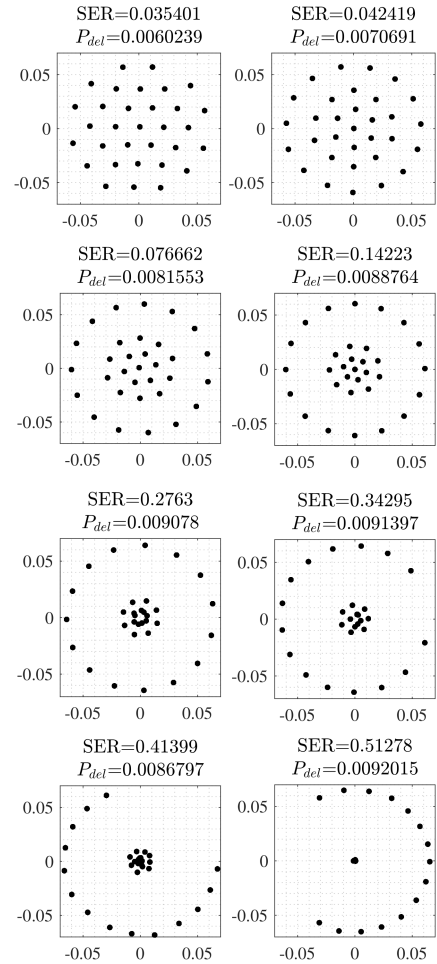 SER=0.035401 SER=0.042419
P_del=0.0060239 P_del=0.0070691
0.05 0.05
0 0
-0.05 -0.05
-0.05 0 0.05 -0.05 0 0.05
SER=0.076662 SER=0.14223
P_del=0.0081553 P_del=0.0088764
0.05 0.05
0 0
-0.05 -0.05
-0.05 0 0.05 -0.05 0 0.05
SER=0.2763 SER=0.34295
P_del=0.009078 P_del=0.0091397
0.05 0.05
0 0
-0.05 -0.05
-0.05 0 0.05 -0.05 0 0.05
SER=0.41399 SER=0.51278
P_del=0.0086797 P_del=0.0092015
0.05 0.05
0 0
-0.05 -0.05
-0.05 0 0.05 -0.05 0 0.05